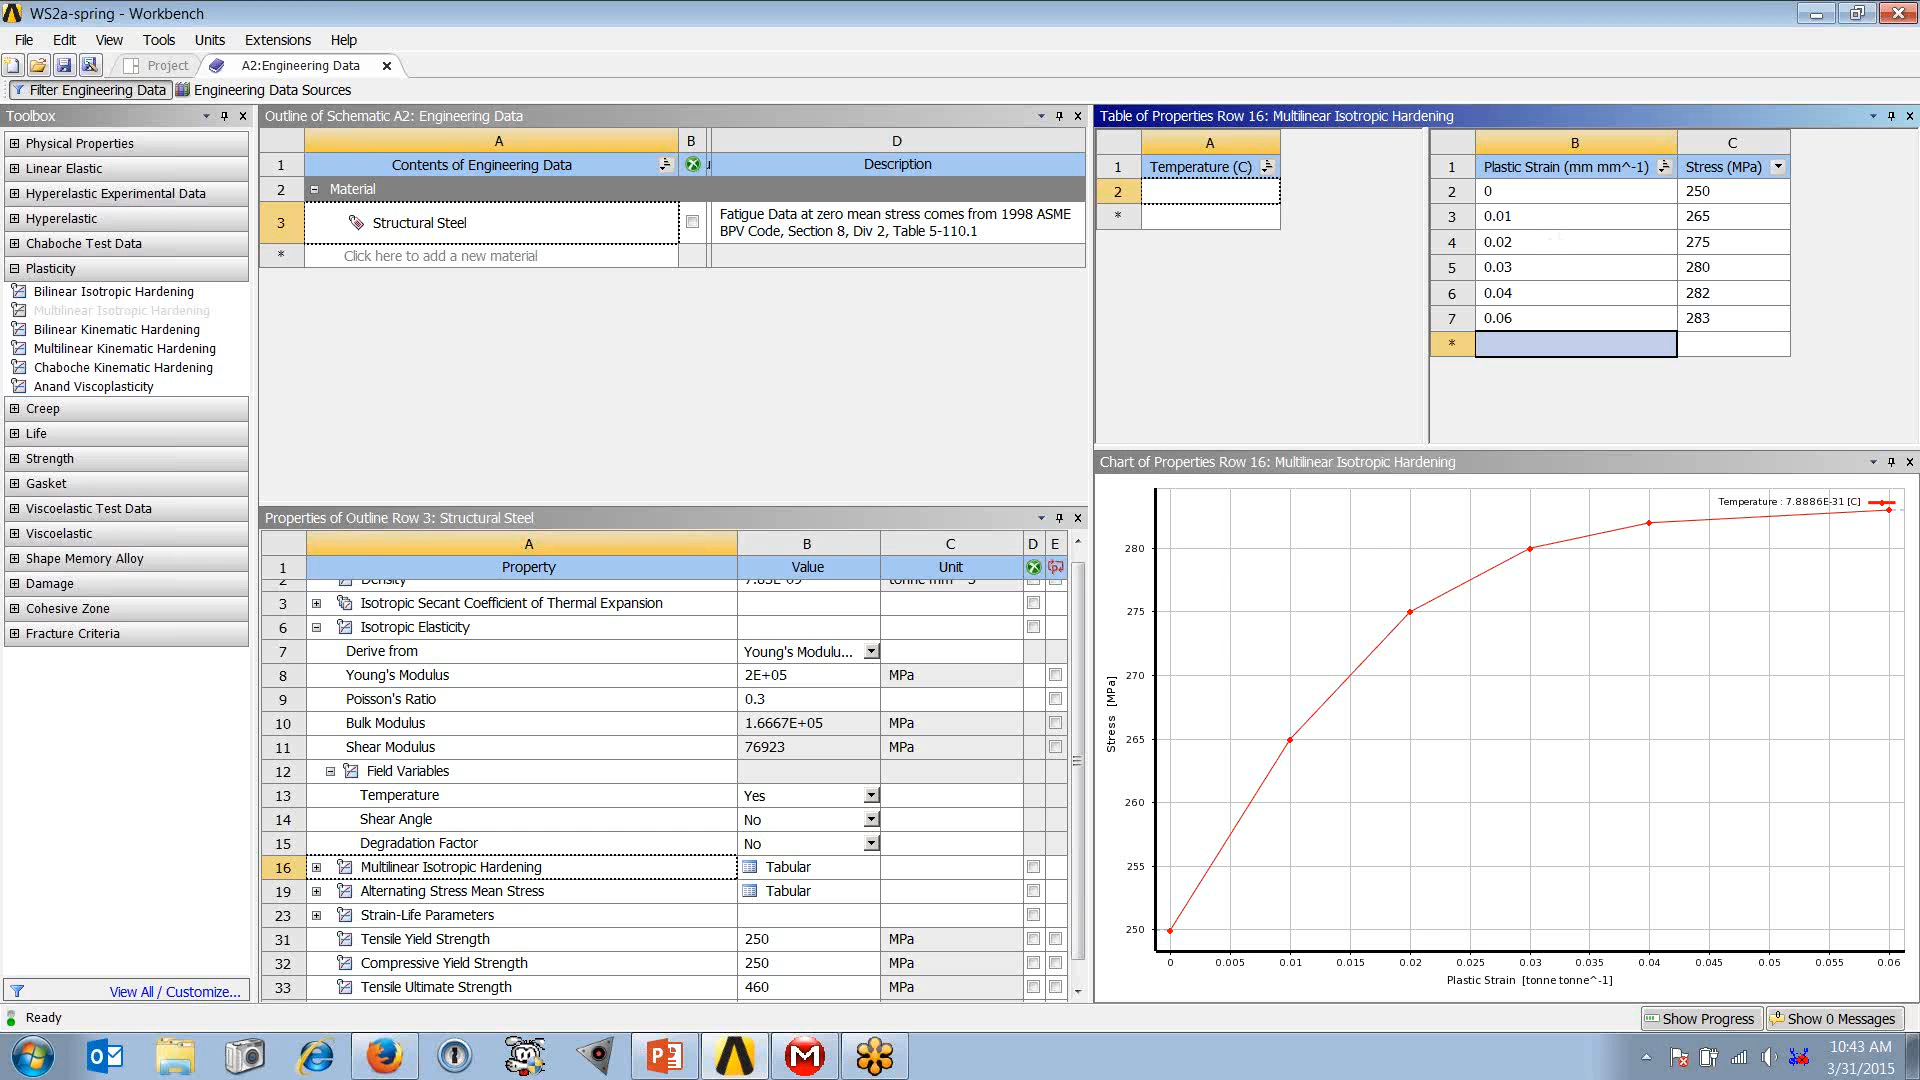 WS2a-spring - Workbench
File Edit View Tools Units Extensions Help
Project A2:Engineering Data
Filter Engineering Data Engineering Data Sources
Toolbox
Physical Properties
Linear Elastic
Hyperelastic Experimental Data
Hyperelastic
Chaboche Test Data
Plasticity
Bilinear Isotropic Hardening
Multilinear Isotropic Hardening
Bilinear Kinematic Hardening
Multilinear Kinematic Hardening
Chaboche Kinematic Hardening
Anand Viscoplasticity
Creep
Life
Strength
Gasket
Viscoelastic Test Data
Viscoelastic
Shape Memory Alloy
Damage
Cohesive Zone
Fracture Criteria
View All / Customize...
Outline of Schematic A2: Engineering Data
A B D
1 Contents of Engineering Data Description
2 Material
3 Structural Steel Fatigue Data at zero mean stress comes from 1998 ASME
BPV Code, Section 8, Div 2, Table 5-110.1
* Click here to add a new material
Properties of Outline Row 3: Structural Steel
A B C D E
1 Property Value Unit
2 Density 7.85E-09 tonne mm^-3
3 Isotropic Secant Coefficient of Thermal Expansion
6 Isotropic Elasticity
7 Derive from Young's Modulu...
8 Young's Modulus 2E+05 MPa
9 Poisson's Ratio 0.3
10 Bulk Modulus 1.6667E+05 MPa
11 Shear Modulus 76923 MPa
12 Field Variables
13 Temperature Yes
14 Shear Angle No
15 Degradation Factor No
16 Multilinear Isotropic Hardening Tabular
19 Alternating Stress Mean Stress Tabular
23 Strain-Life Parameters
31 Tensile Yield Strength 250 MPa
32 Compressive Yield Strength 250 MPa
33 Tensile Ultimate Strength 460 MPa
Table of Properties Row 16: Multilinear Isotropic Hardening
A
1 Temperature (C)
2
*
B C
1 Plastic Strain (mm mm^-1) Stress (MPa)
2 0 250
3 0.01 265
4 0.02 275
5 0.03 280
6 0.04 282
7 0.06 283
*
Chart of Properties Row 16: Multilinear Isotropic Hardening
Temperature : 7.8886E-31 [C]
280
275
270
265
260
255
250
Stress [MPa]
0 0.005 0.01 0.015 0.02 0.025 0.03 0.035 0.04 0.045 0.05 0.055 0.06
Plastic Strain [tonne tonne^-1]
Ready
Show Progress Show 0 Messages
10:43 AM
3/31/2015